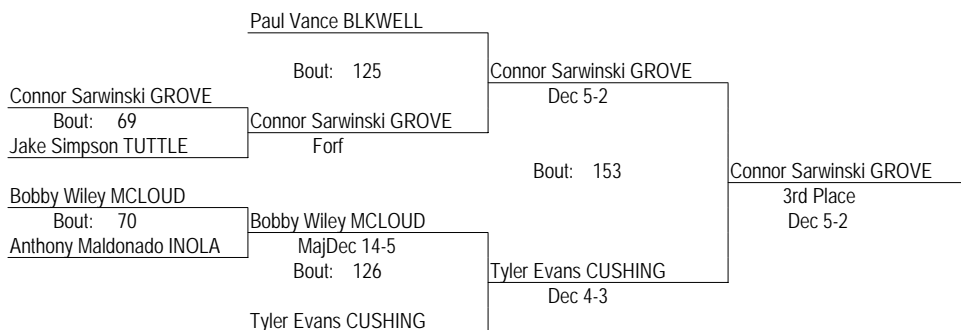 Paul Vance BLKWELL
Bout: 125
Connor Sarwinski GROVE
Dec 5-2
Connor Sarwinski GROVE
Bout: 69
Connor Sarwinski GROVE
Jake Simpson TUTTLE
Forf
Bout: 153
Connor Sarwinski GROVE
3rd Place
Dec 5-2
Bobby Wiley MCLOUD
Bout: 70
Bobby Wiley MCLOUD
Anthony Maldonado INOLA
MajDec 14-5
Bout: 126
Tyler Evans CUSHING
Dec 4-3
Tyler Evans CUSHING